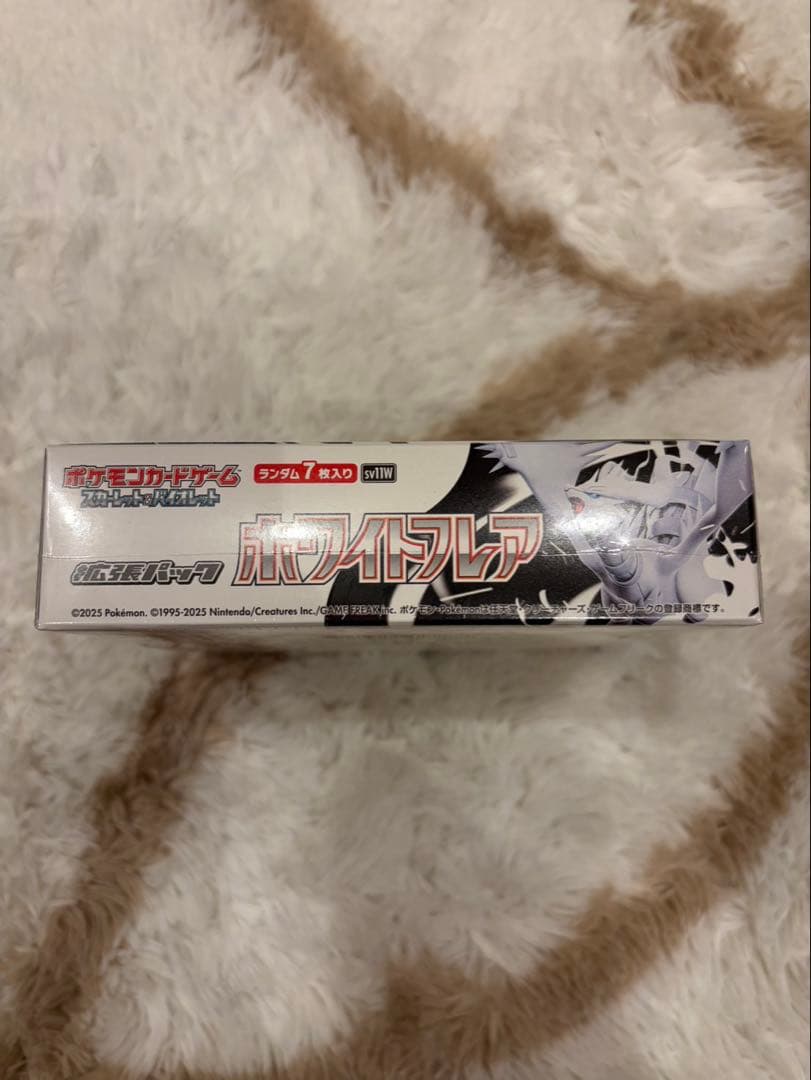 ポケモンカードゲーム
スカーレット&バイオレット
ランダム7枚入り
sv11W
拡張パック
ホワイトフレア
©2025 Pokémon. ©1995-2025 Nintendo/Creatures Inc./GAME FREAK inc. ポケモン・Pokémonは任天堂・クリーチャーズ・ゲームフリークの登録商標です。